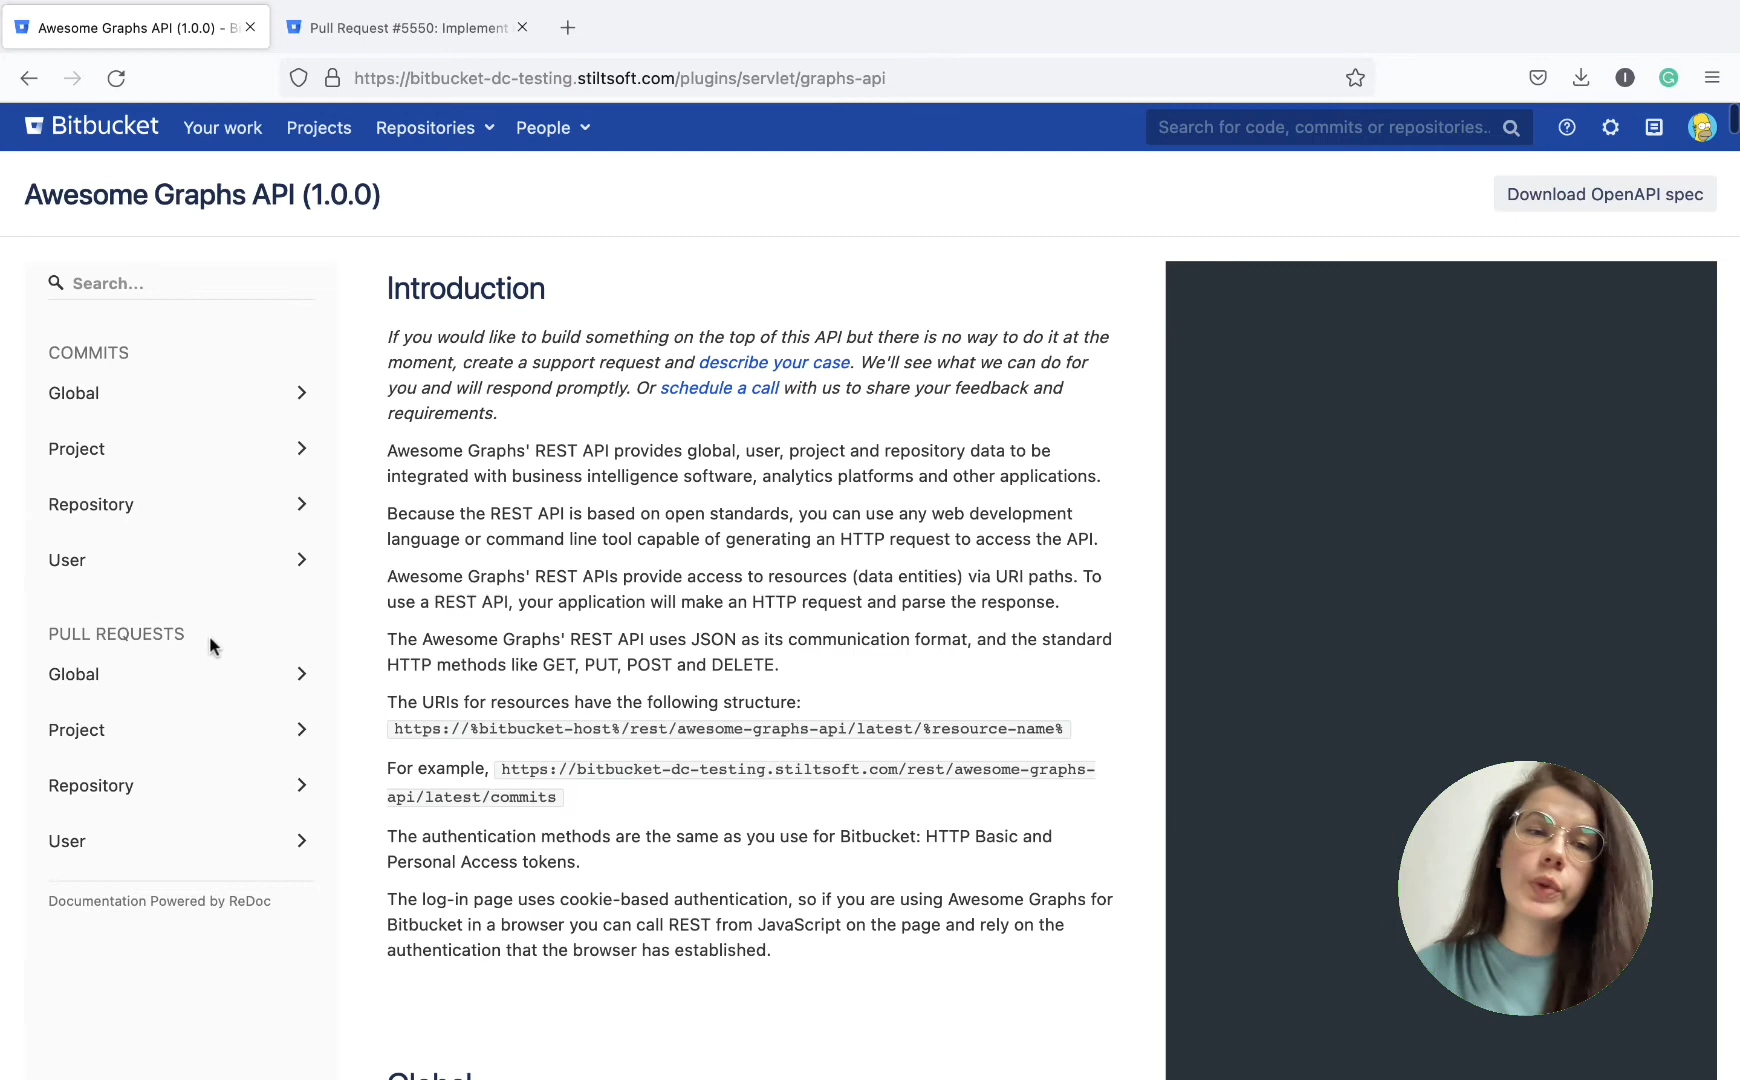 Awesome Graphs API (1.0.0) - Bi
Pull Request #5550: Implement
https://bitbucket-dc-testing.stiltsoft.com/plugins/servlet/graphs-api
Bitbucket
Your work
Projects
Repositories
People
Search for code, commits or repositories..
Awesome Graphs API (1.0.0)
Download OpenAPI spec
Search...
COMMITS
Global
Project
Repository
User
PULL REQUESTS
Global
Project
Repository
User
Documentation Powered by ReDoc
Introduction
If you would like to build something on the top of this API but there is no way to do it at the
moment, create a support request and describe your case. We'll see what we can do for
you and will respond promptly. Or schedule a call with us to share your feedback and
requirements.
Awesome Graphs' REST API provides global, user, project and repository data to be
integrated with business intelligence software, analytics platforms and other applications.
Because the REST API is based on open standards, you can use any web development
language or command line tool capable of generating an HTTP request to access the API.
Awesome Graphs' REST APIs provide access to resources (data entities) via URI paths. To
use a REST API, your application will make an HTTP request and parse the response.
The Awesome Graphs' REST API uses JSON as its communication format, and the standard
HTTP methods like GET, PUT, POST and DELETE.
The URIs for resources have the following structure:
https://%bitbucket-host%/rest/awesome-graphs-api/latest/%resource-name%
For example, https://bitbucket-dc-testing.stiltsoft.com/rest/awesome-graphs-
api/latest/commits
The authentication methods are the same as you use for Bitbucket: HTTP Basic and
Personal Access tokens.
The log-in page uses cookie-based authentication, so if you are using Awesome Graphs for
Bitbucket in a browser you can call REST from JavaScript on the page and rely on the
authentication that the browser has established.
Global